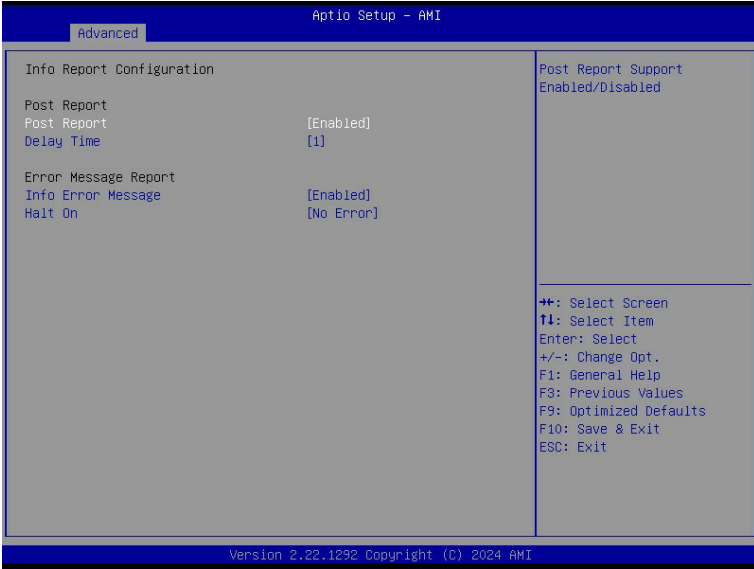 Aptio Setup – AMI
Advanced
Info Report Configuration
Post Report
Post Report [Enabled]
Delay Time [1]
Error Message Report
Info Error Message [Enabled]
Halt On [No Error]
Post Report Support
Enabled/Disabled
→←: Select Screen
↑↓: Select Item
Enter: Select
+/-: Change Opt.
F1: General Help
F3: Previous Values
F9: Optimized Defaults
F10: Save & Exit
ESC: Exit
Version 2.22.1292 Copyright (C) 2024 AMI